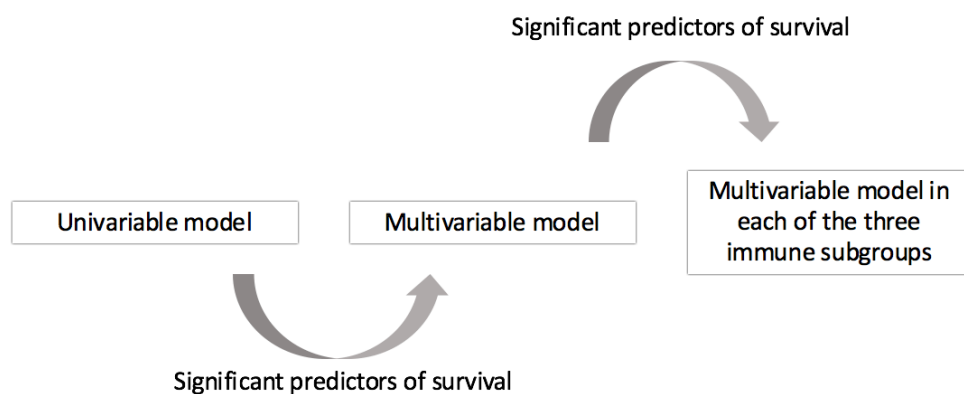 Significant predictors of survival
Univariable model
Multivariable model
Multivariable model in
each of the three
immune subgroups
Significant predictors of survival